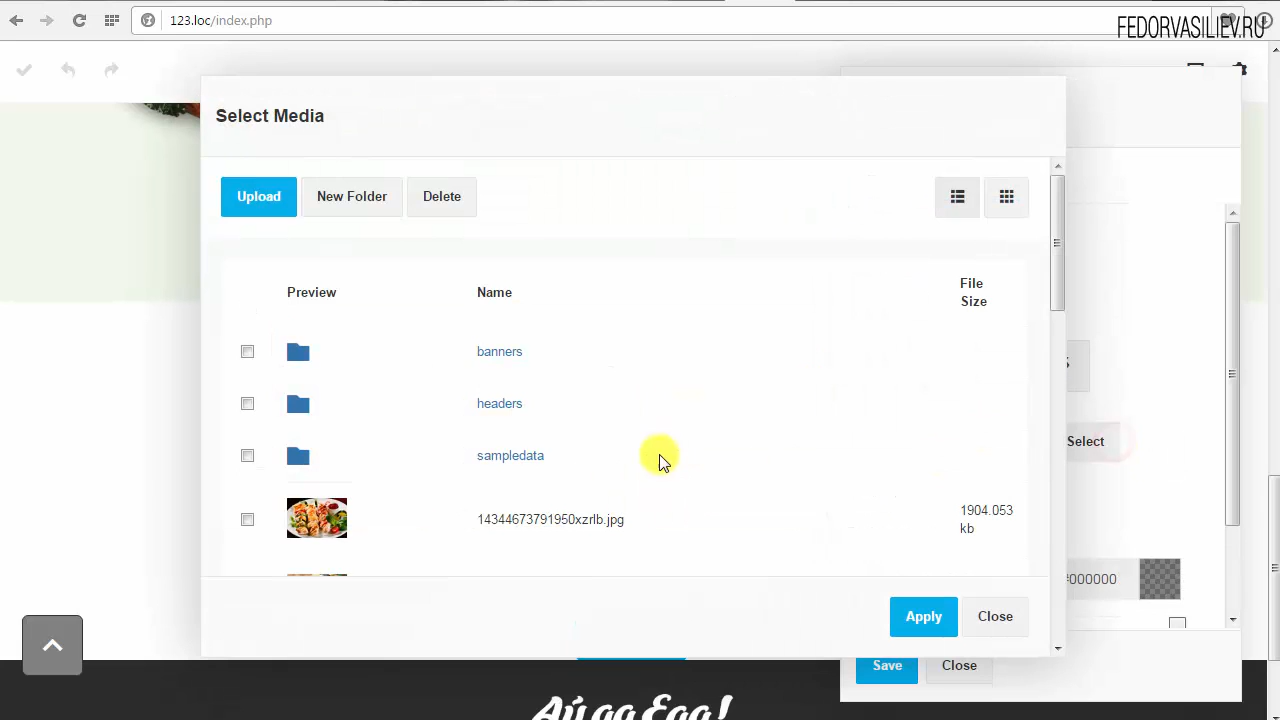 123.loc/index.php
FEDORVASILIEV.RU
Select Media
Upload
New Folder
Delete
Preview
Name
File
Size
banners
headers
sampledata
14344673791950xzrlb.jpg
1904.053
kb
Select
#000000
Apply
Close
Save
Close